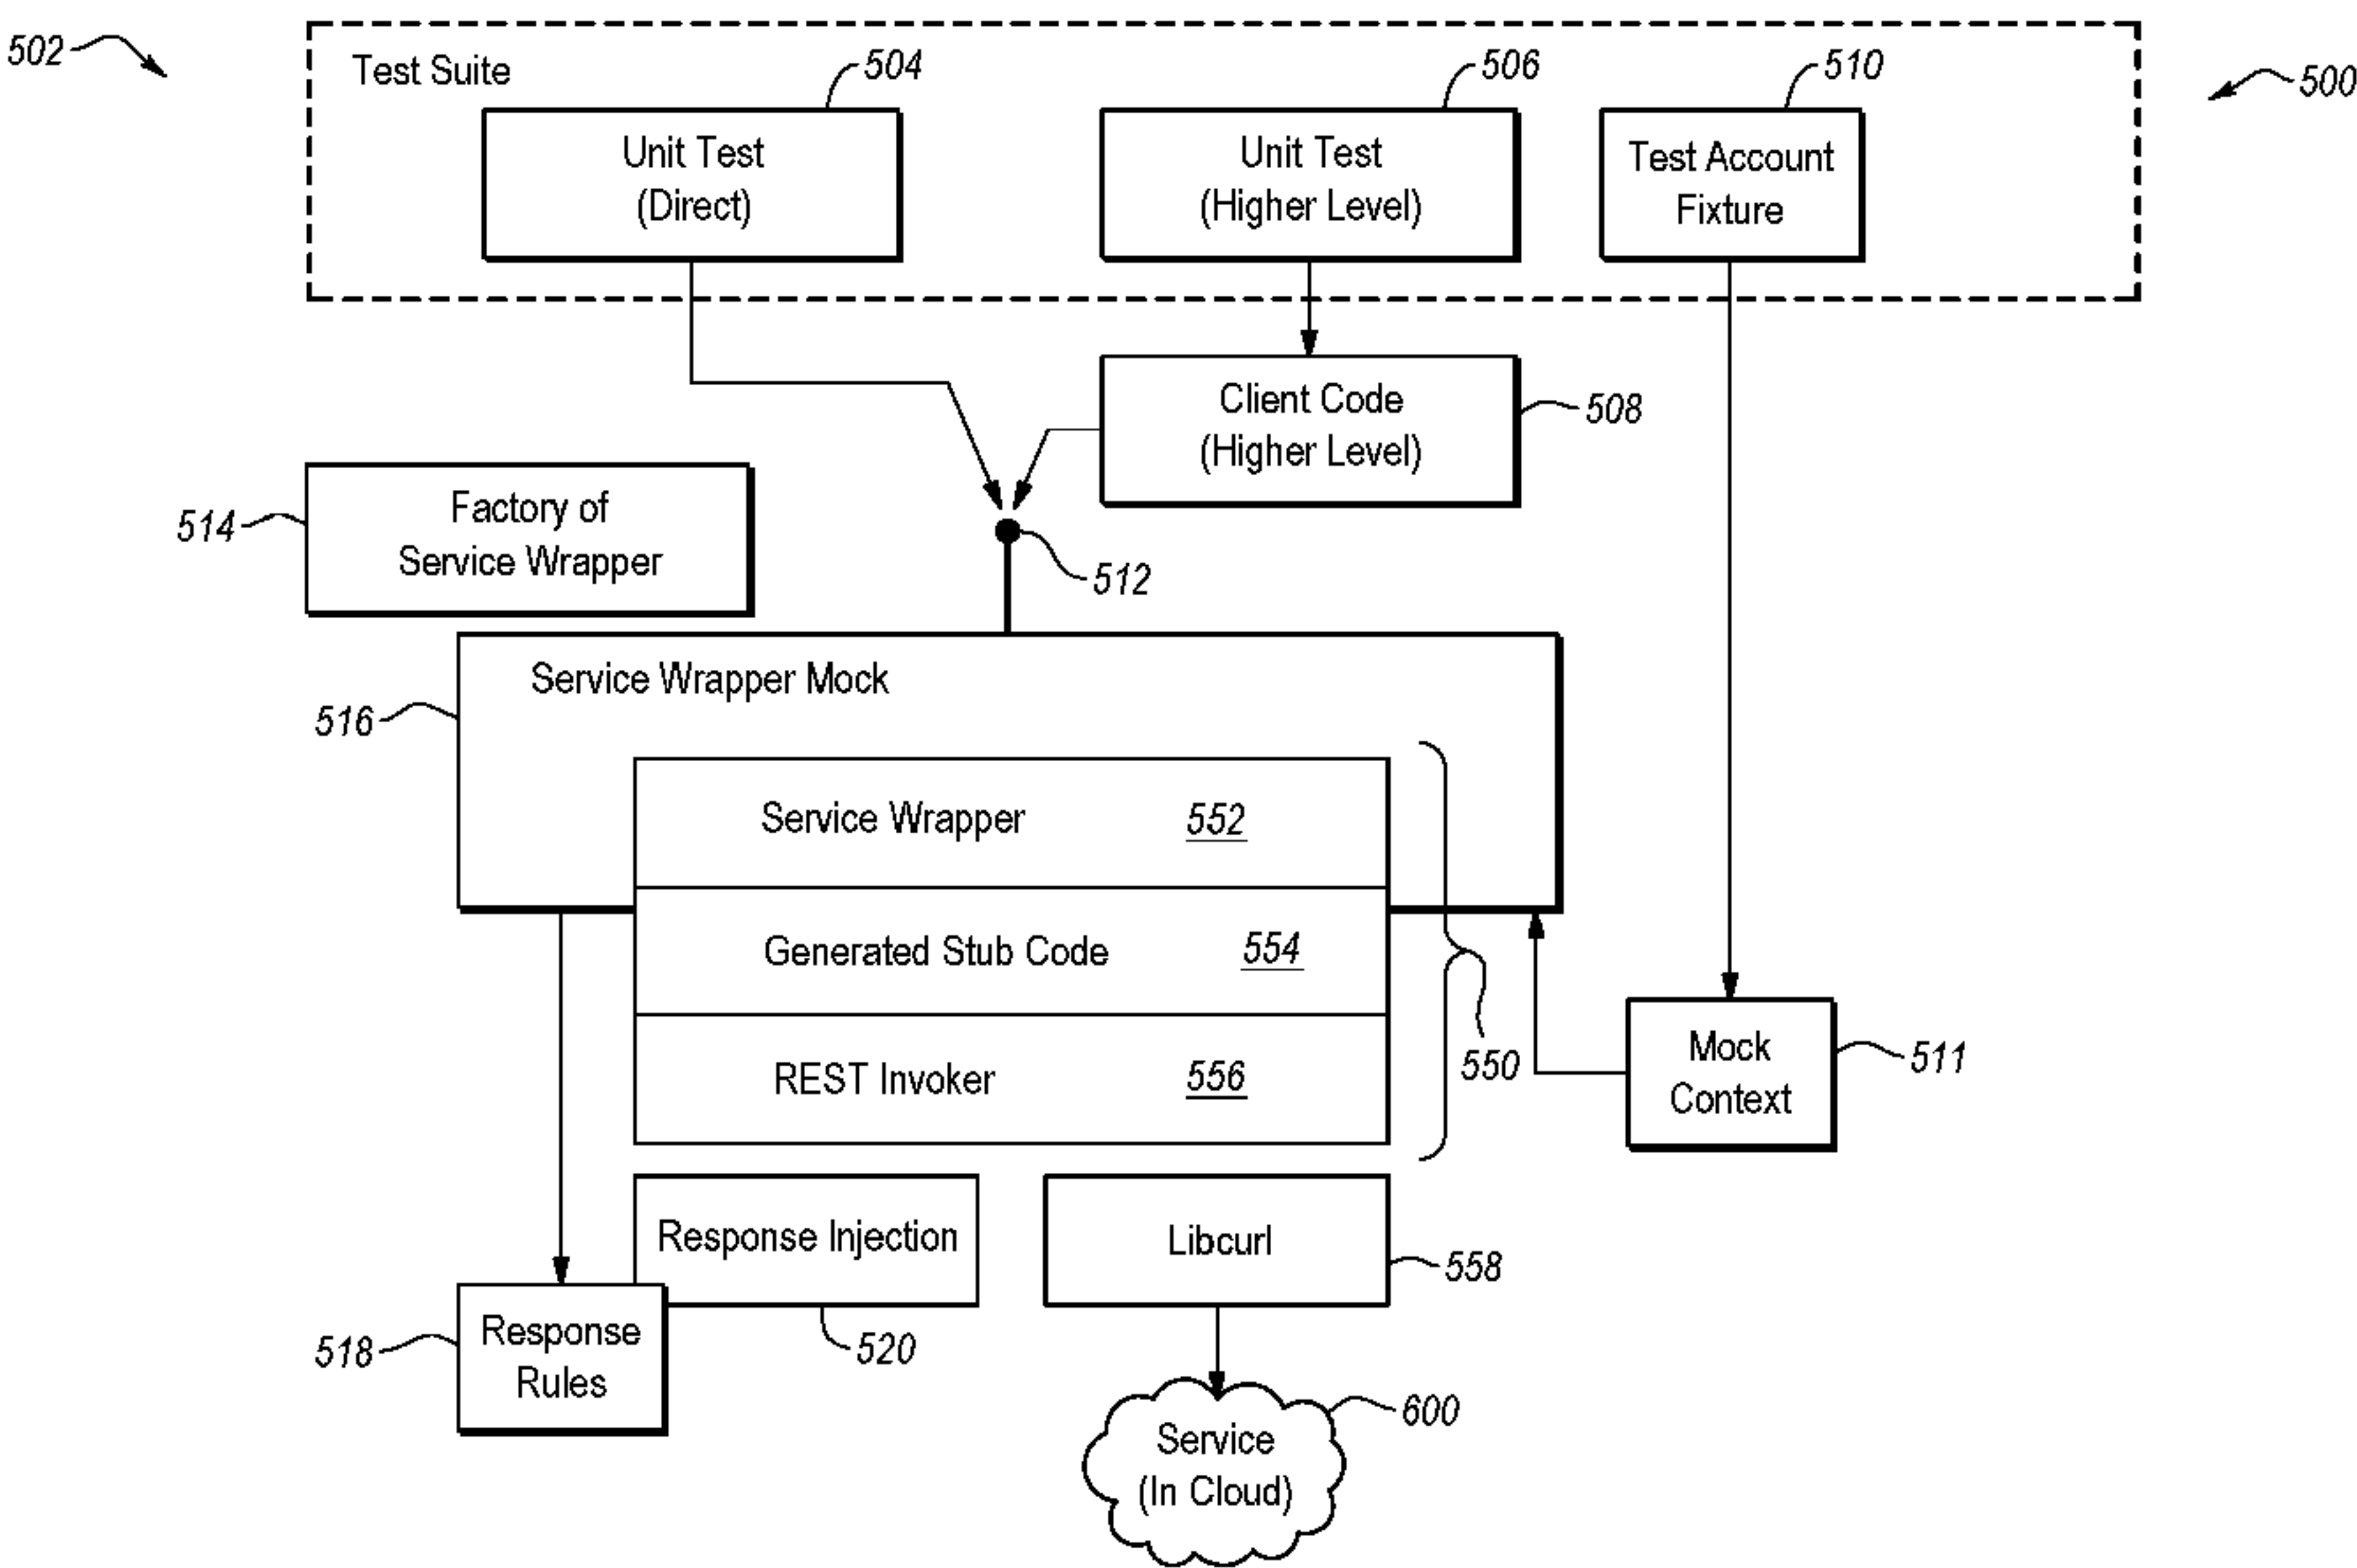 502
Test Suite
504
506
510
500
Unit Test
(Direct)
Unit Test
(Higher Level)
Test Account
Fixture
Client Code
(Higher Level)
508
514
Factory of
Service Wrapper
512
Service Wrapper Mock
516
Service Wrapper 552
Generated Stub Code 554
REST Invoker 556
550
Mock
Context
511
Response Injection
Libcurl
558
518
Response
Rules
520
600
Service
(In Cloud)